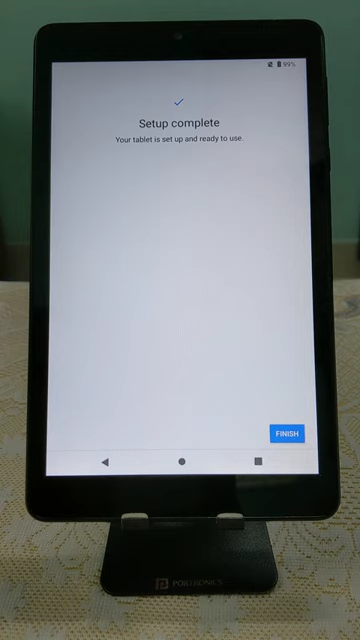 99%
Setup complete
Your tablet is set up and ready to use.
FINISH
PORTRONICS